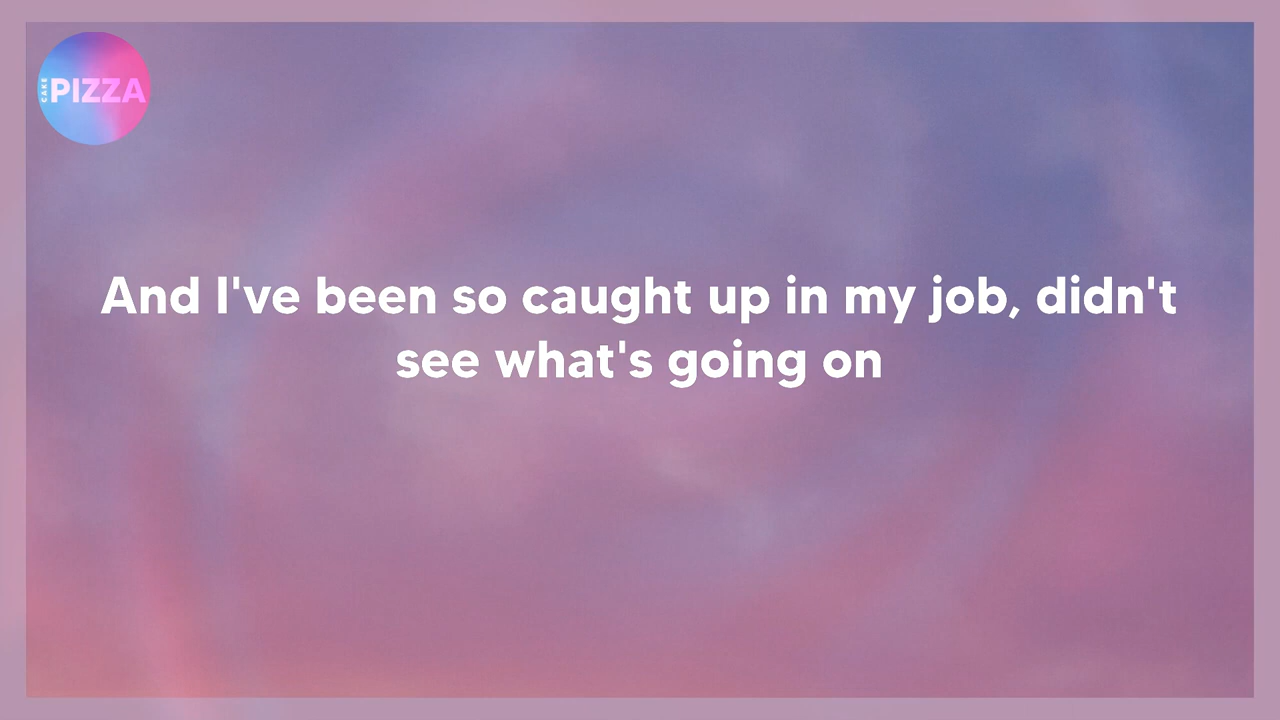 CAKE
PIZZA
And I've been so caught up in my job, didn't
see what's going on